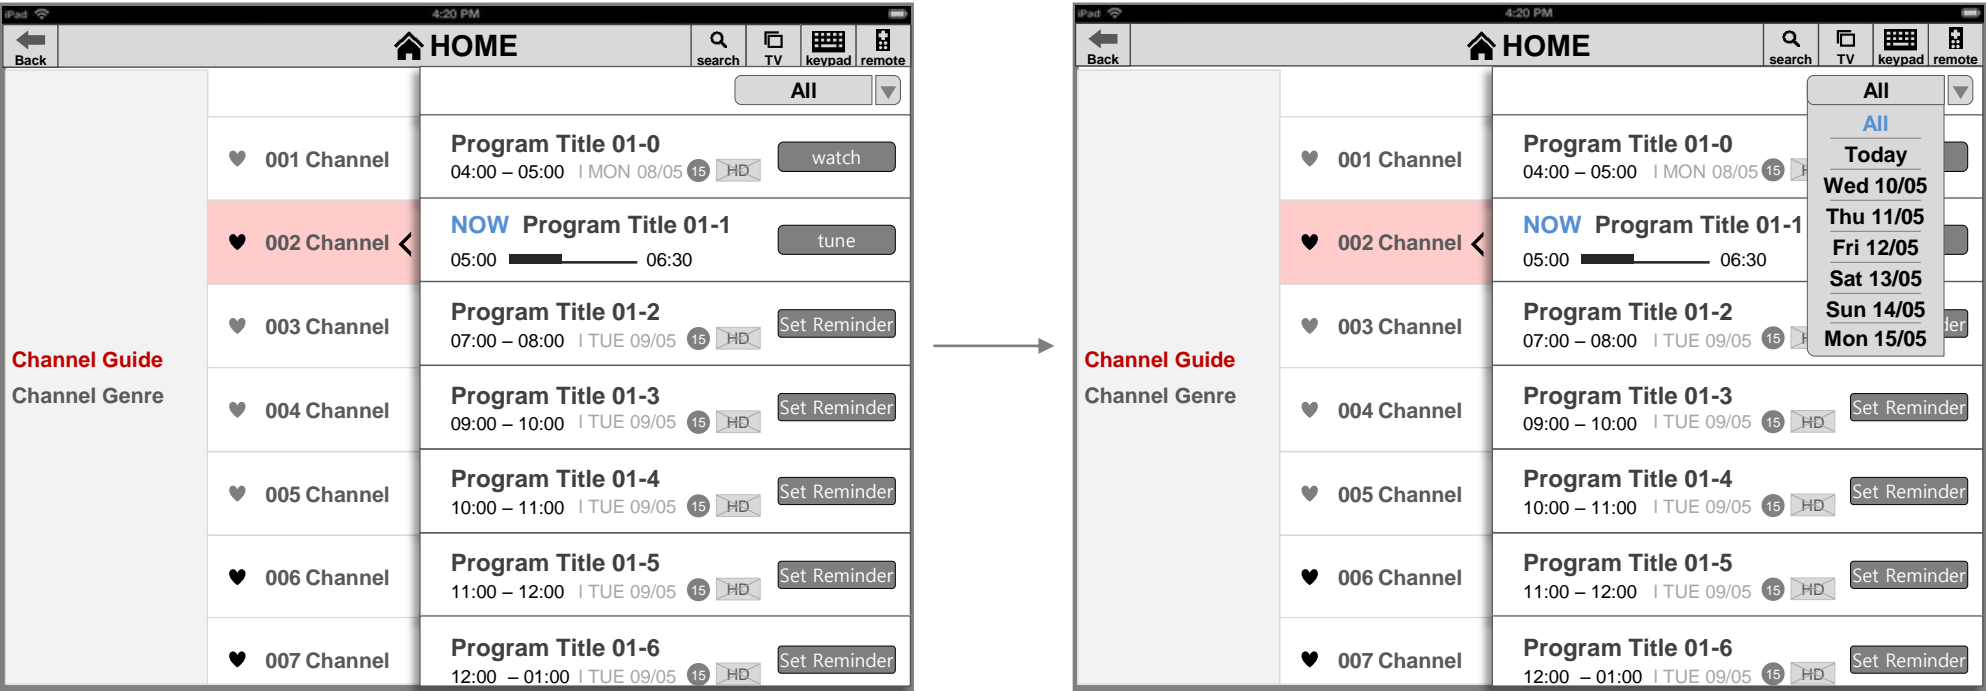 iPad 4:20 PM
Back HOME search TV keypad remote
All
001 Channel
002 Channel
003 Channel
004 Channel
005 Channel
006 Channel
007 Channel
Channel Guide
Channel Genre
Program Title 01-0
04:00 – 05:00 I MON 08/05 15 HD
watch
NOW Program Title 01-1
05:00 06:30
tune
Program Title 01-2
07:00 – 08:00 I TUE 09/05 15 HD
Set Reminder
Program Title 01-3
09:00 – 10:00 I TUE 09/05 15 HD
Set Reminder
Program Title 01-4
10:00 – 11:00 I TUE 09/05 15 HD
Set Reminder
Program Title 01-5
11:00 – 12:00 I TUE 09/05 15 HD
Set Reminder
Program Title 01-6
12:00 – 01:00 I TUE 09/05 15 HD
Set Reminder
iPad 4:20 PM
Back HOME search TV keypad remote
All
All
Today
Wed 10/05
Thu 11/05
Fri 12/05
Sat 13/05
Sun 14/05
Mon 15/05
001 Channel
002 Channel
003 Channel
004 Channel
005 Channel
006 Channel
007 Channel
Channel Guide
Channel Genre
Program Title 01-0
04:00 – 05:00 I MON 08/05 15
NOW Program Title 01-1
05:00 06:30
Program Title 01-2
07:00 – 08:00 I TUE 09/05 15
Program Title 01-3
09:00 – 10:00 I TUE 09/05 15 HD
Set Reminder
Program Title 01-4
10:00 – 11:00 I TUE 09/05 15 HD
Set Reminder
Program Title 01-5
11:00 – 12:00 I TUE 09/05 15 HD
Set Reminder
Program Title 01-6
12:00 – 01:00 I TUE 09/05 15 HD
Set Reminder